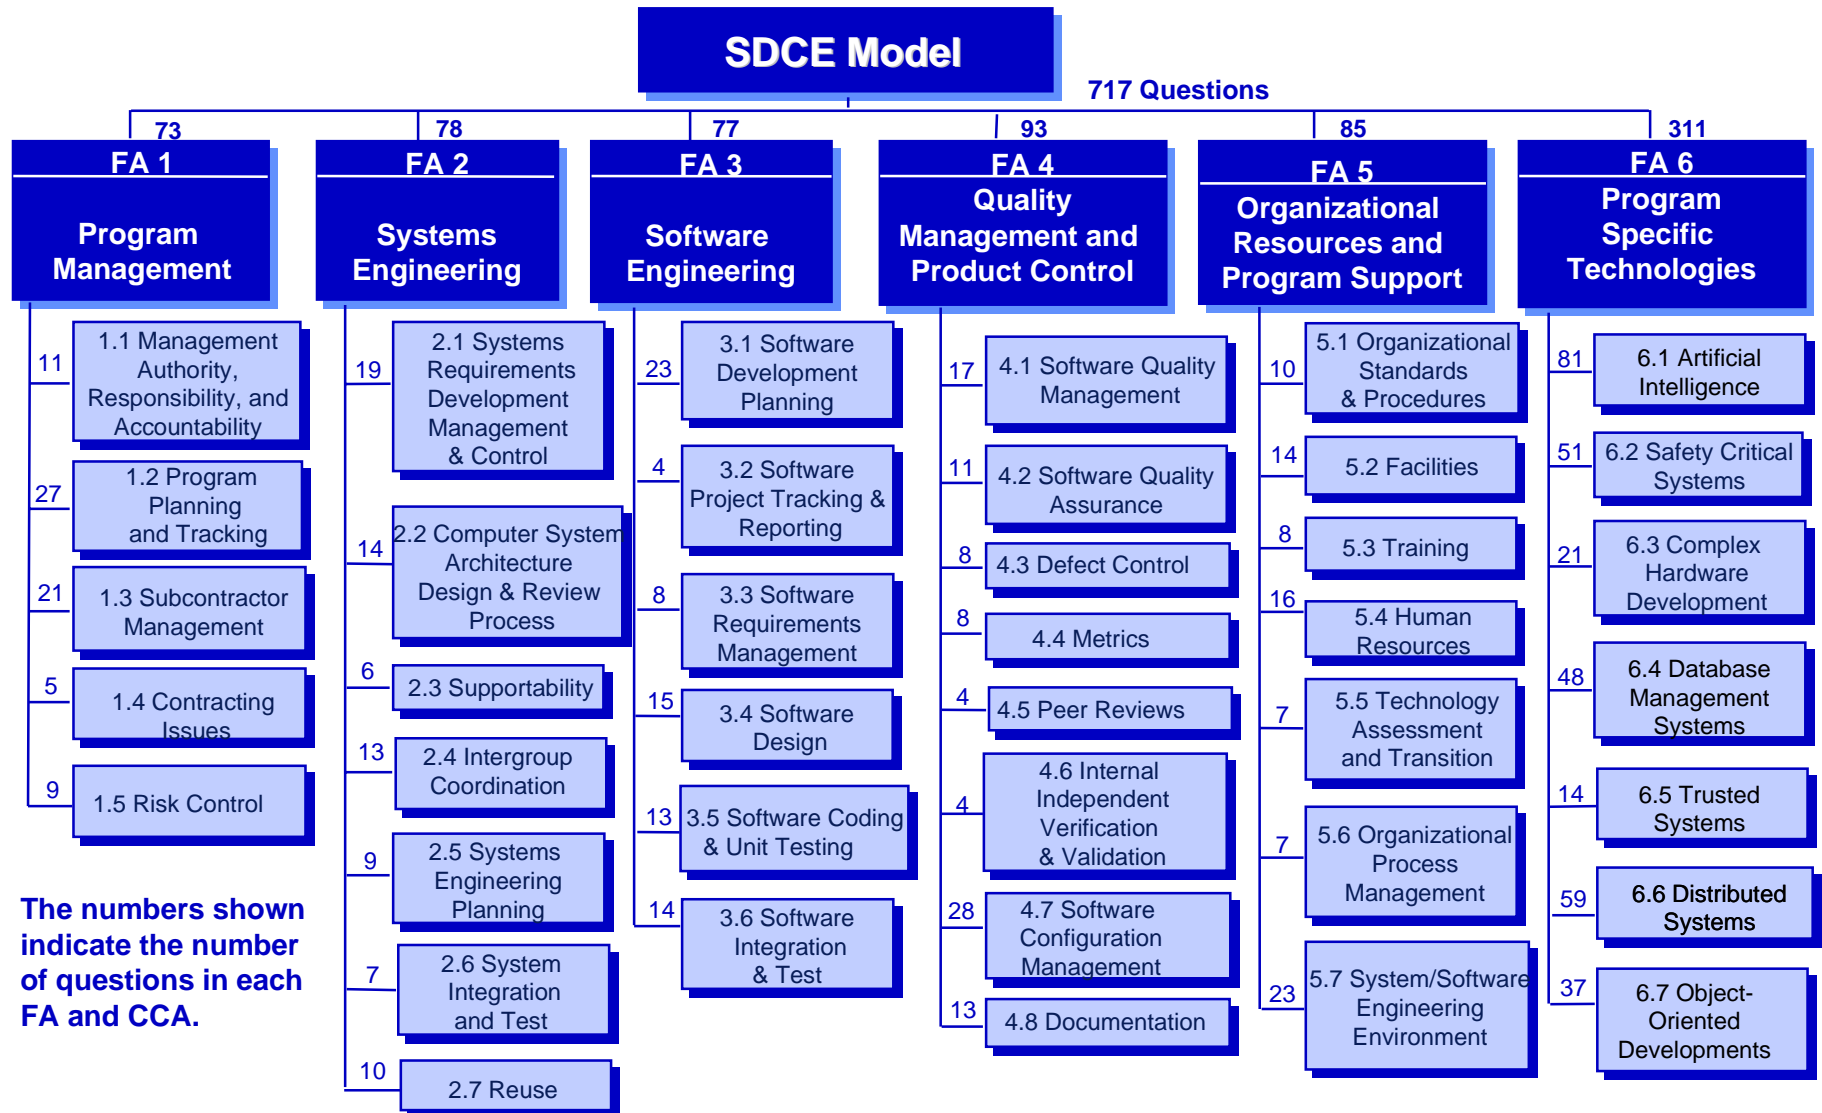 SDCE Model
717 Questions
73
FA 1
Program
Management
11
1.1 Management
Authority,
Responsibility, and
Accountability
27
1.2 Program
Planning
and Tracking
21
1.3 Subcontractor
Management
5
1.4 Contracting
Issues
9
1.5 Risk Control
The numbers shown
indicate the number
of questions in each
FA and CCA.
78
FA 2
Systems
Engineering
19
2.1 Systems
Requirements
Development
Management
& Control
14
2.2 Computer System
Architecture
Design & Review
Process
6
2.3 Supportability
13
2.4 Intergroup
Coordination
9
2.5 Systems
Engineering
Planning
7
2.6 System
Integration
and Test
10
2.7 Reuse
77
FA 3
Software
Engineering
23
3.1 Software
Development
Planning
4
3.2 Software
Project Tracking &
Reporting
8
3.3 Software
Requirements
Management
15
3.4 Software
Design
13
3.5 Software Coding
& Unit Testing
14
3.6 Software
Integration
& Test
93
FA 4
Quality
Management and
Product Control
17
4.1 Software Quality
Management
11
4.2 Software Quality
Assurance
8
4.3 Defect Control
8
4.4 Metrics
4
4.5 Peer Reviews
4
4.6 Internal
Independent
Verification
& Validation
28
4.7 Software
Configuration
Management
13
4.8 Documentation
85
FA 5
Organizational
Resources and
Program Support
10
5.1 Organizational
Standards
& Procedures
14
5.2 Facilities
8
5.3 Training
16
5.4 Human
Resources
7
5.5 Technology
Assessment
and Transition
7
5.6 Organizational
Process
Management
23
5.7 System/Software
Engineering
Environment
311
FA 6
Program
Specific
Technologies
81
6.1 Artificial
Intelligence
51
6.2 Safety Critical
Systems
21
6.3 Complex
Hardware
Development
48
6.4 Database
Management
Systems
14
6.5 Trusted
Systems
59
6.6 Distributed
Systems
37
6.7 Object-
Oriented
Developments